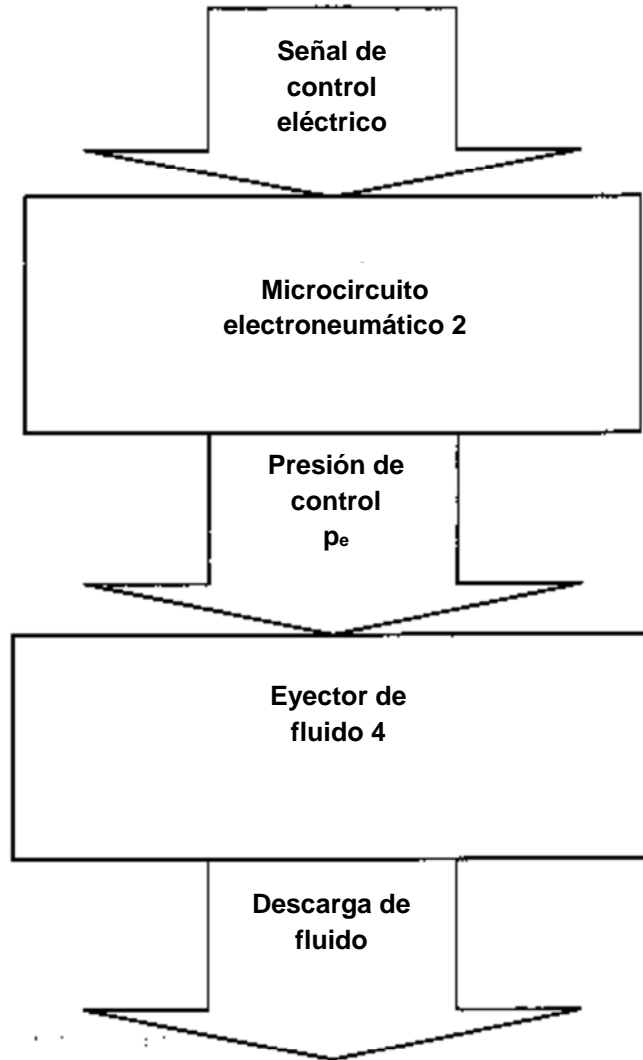 Señal de
control
eléctrico
Microcircuito
electroneumático 2
Presión de
control
pₑ
Eyector de
fluido 4
Descarga de
fluido